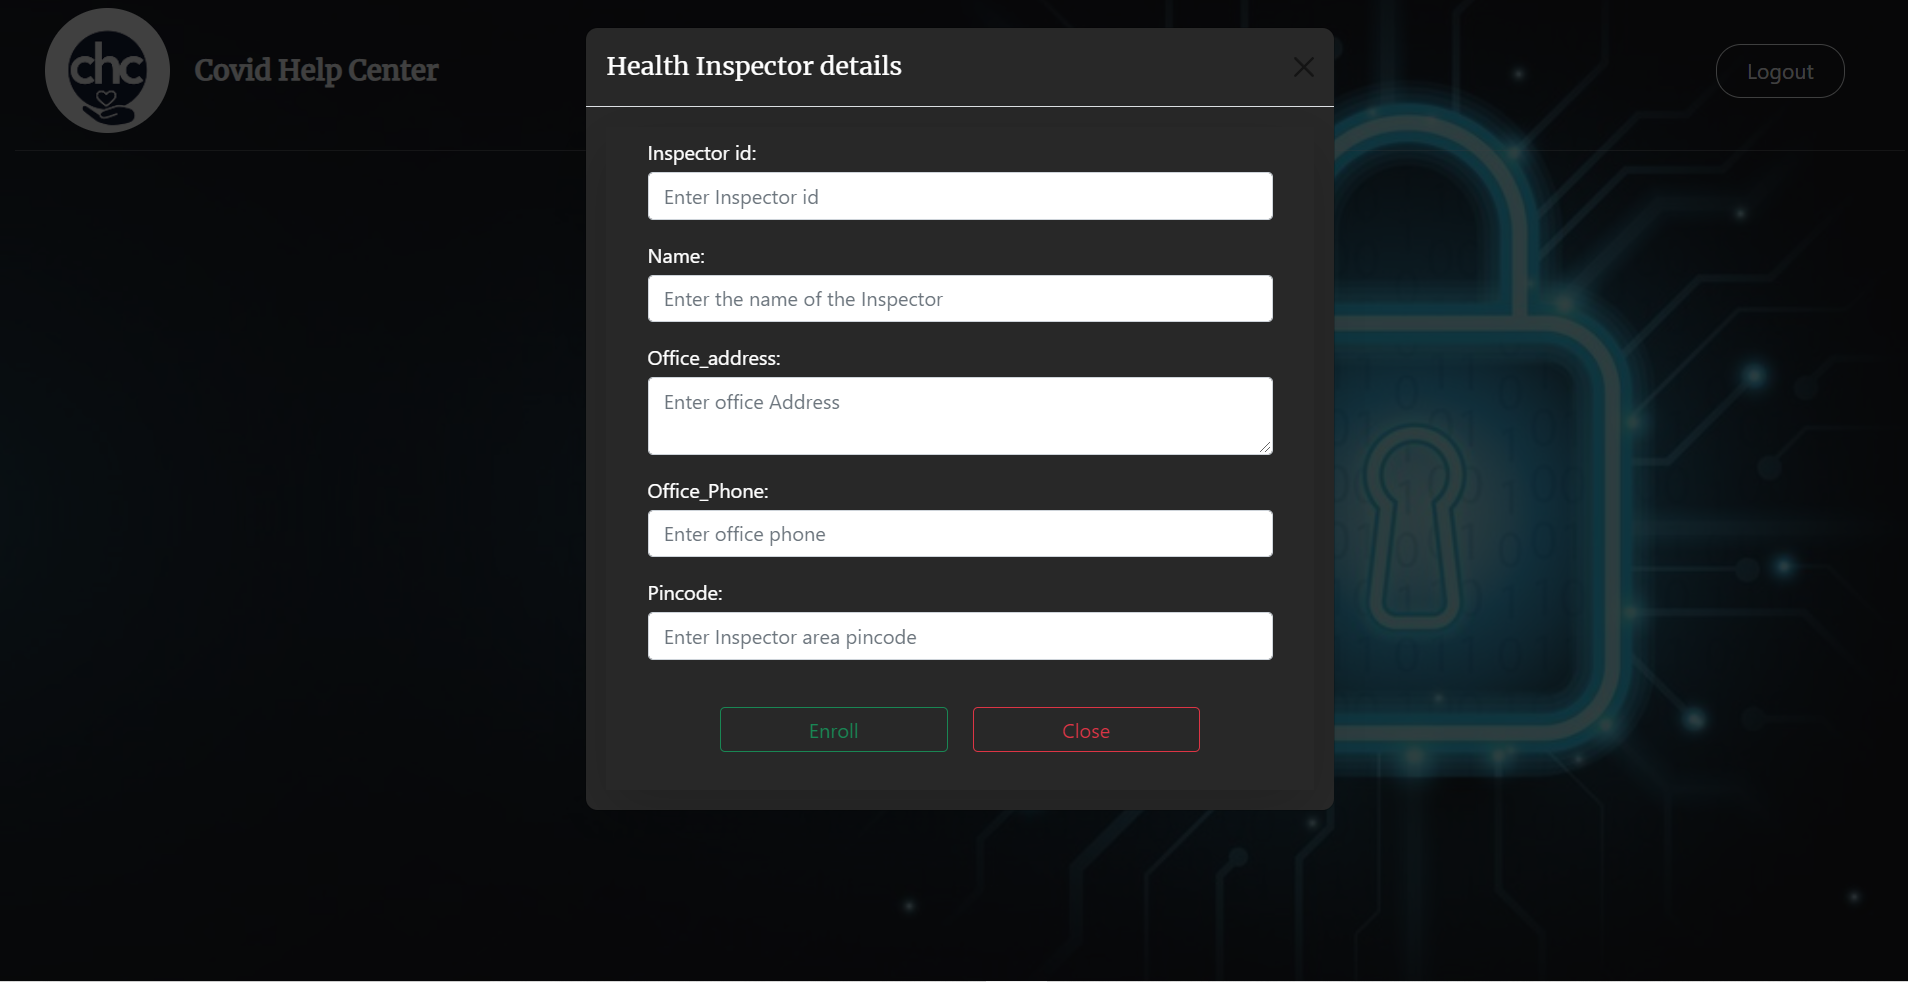 chc
Covid Help Center
Logout
Health Inspector details
Inspector id:
Enter Inspector id
Name:
Enter the name of the Inspector
Office_address:
Enter office Address
Office_Phone:
Enter office phone
Pincode:
Enter Inspector area pincode
Enroll
Close